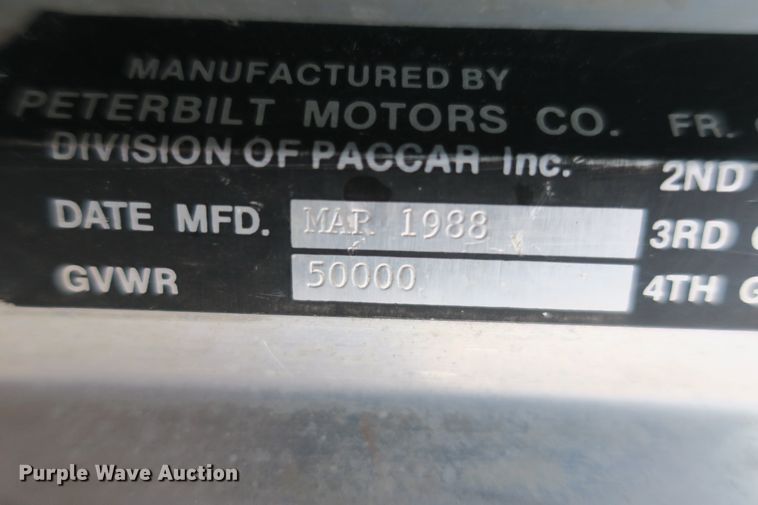 MANUFACTURED BY
PETERBILT MOTORS CO. FR.
DIVISION OF PACCAR Inc. 2ND
DATE MFD. MAR 1988 3RD
GVWR 50000 4TH G
Purple Wave Auction